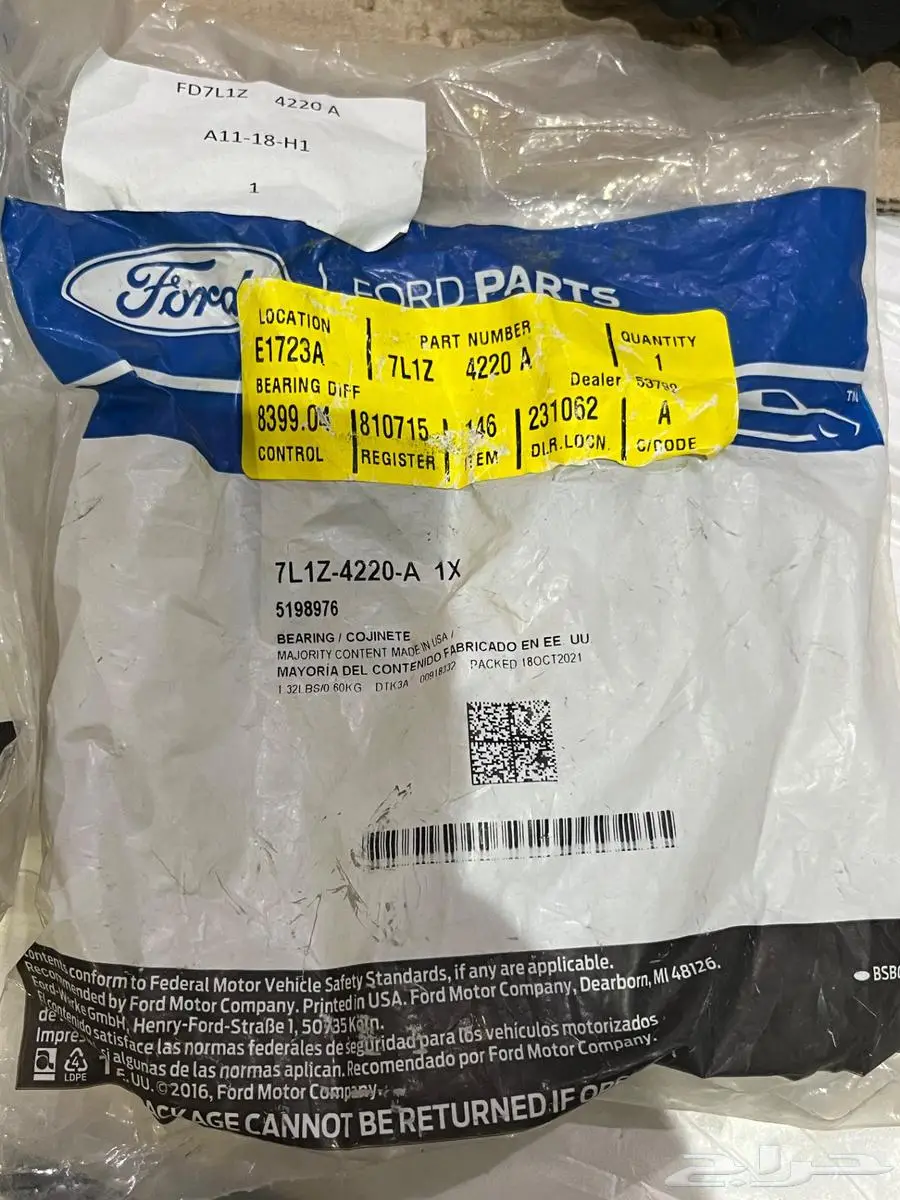 FD7L1Z 4220 A
A11-18-H1
1
Ford
FORD PARTS
LOCATION
E1723A
PART NUMBER
7L1Z 4220 A
QUANTITY
1
BEARING DIFF
Dealer
8399.04
810715
146
231062
A
CONTROL
REGISTER
ITEM
DLR.LOCN.
C/CODE
TM
7L1Z-4220-A 1X
5198976
BEARING / COJINETE
MAJORITY CONTENT MADE IN USA /
MAYORÍA DEL CONTENIDO FABRICADO EN EE. UU.
1.32LBS/0.60KG DTK3A 00918332 PACKED 18OCT2021
Contents conform to Federal Motor Vehicle Safety Standards, if any are applicable.
Recommended by Ford Motor Company. Printed in USA. Ford Motor Company, Dearborn, MI 48126.
Ford-Werke GmbH, Henry-Ford-Straße 1, 50735 Köln.
El contenido satisface las normas federales de seguridad para los vehículos motorizados
si algunas de las normas aplican. Recomendado por Ford Motor Company.
Impres
de
E.UU. ©2016, Ford Motor Company.
4
LDPE
PACKAGE CANNOT BE RETURNED IF
حراج